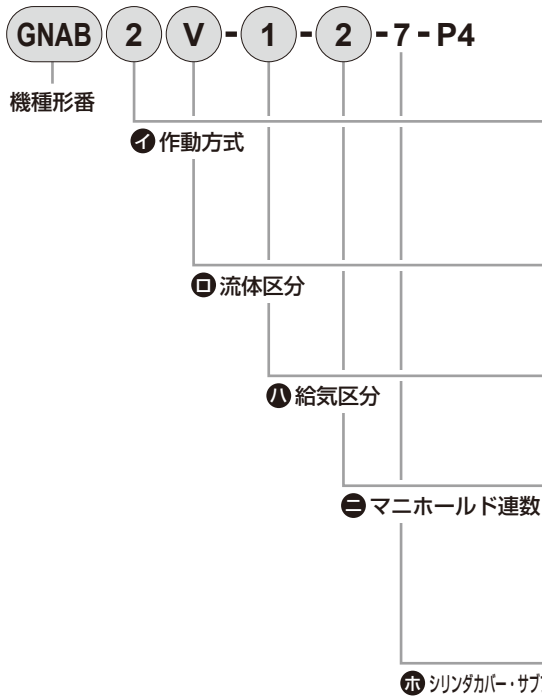 GNAB 2 V - 1 - 2 - 7 - P4
機種形番
イ 作動方式
ロ 流体区分
ハ 給気区分
ニ マニホールド連数
ホ シリンダカバー・サブ